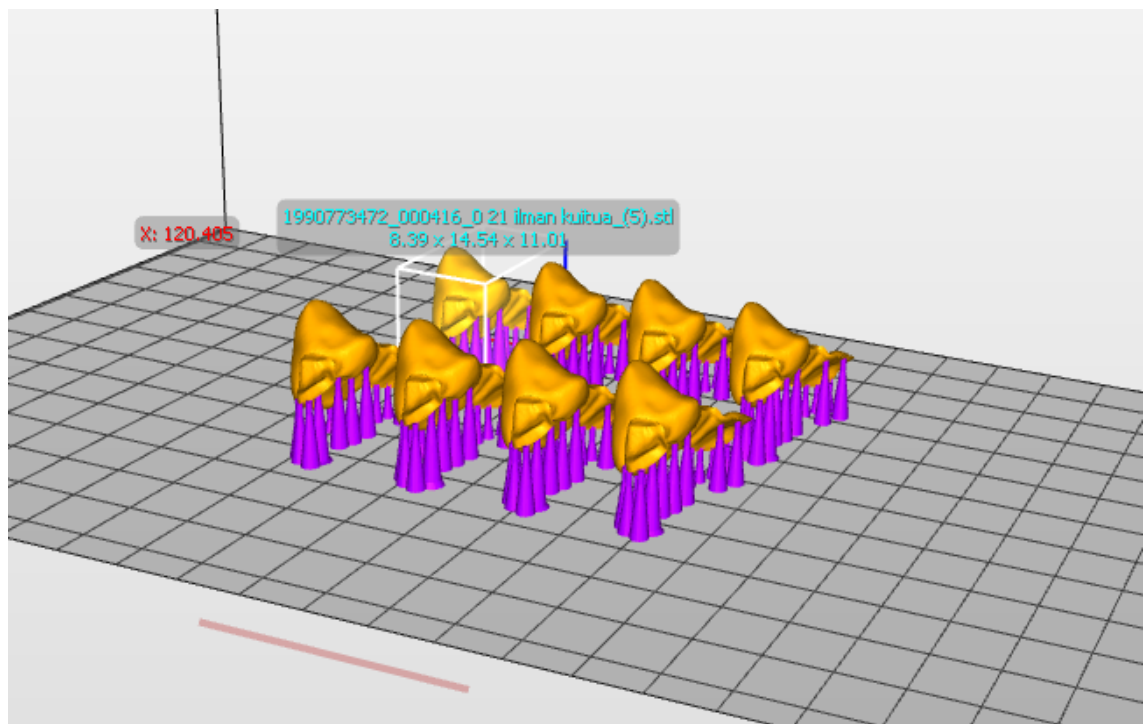 1990773472_000416_0 21 ilman kuitua_(5).stl
8.39 x 14.54 x 11.01
X: 120.405